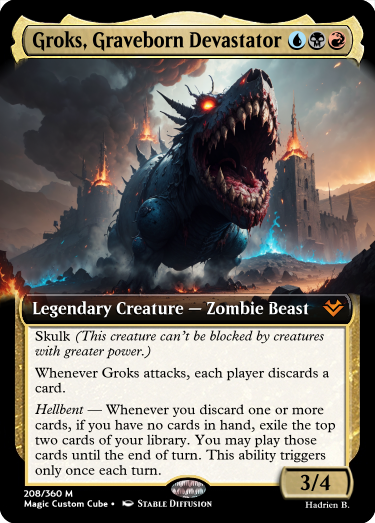 Groks, Graveborn Devastator
Legendary Creature — Zombie Beast
Skulk (This creature can't be blocked by creatures
with greater power.)
Whenever Groks attacks, each player discards a
card.
Hellbent — Whenever you discard one or more
cards, if you have no cards in hand, exile the top
two cards of your library. You may play those
cards until the end of turn. This ability triggers
only once each turn.
3/4
208/360 M
Magic Custom Cube • Stable Diffusion
Hadrien B.